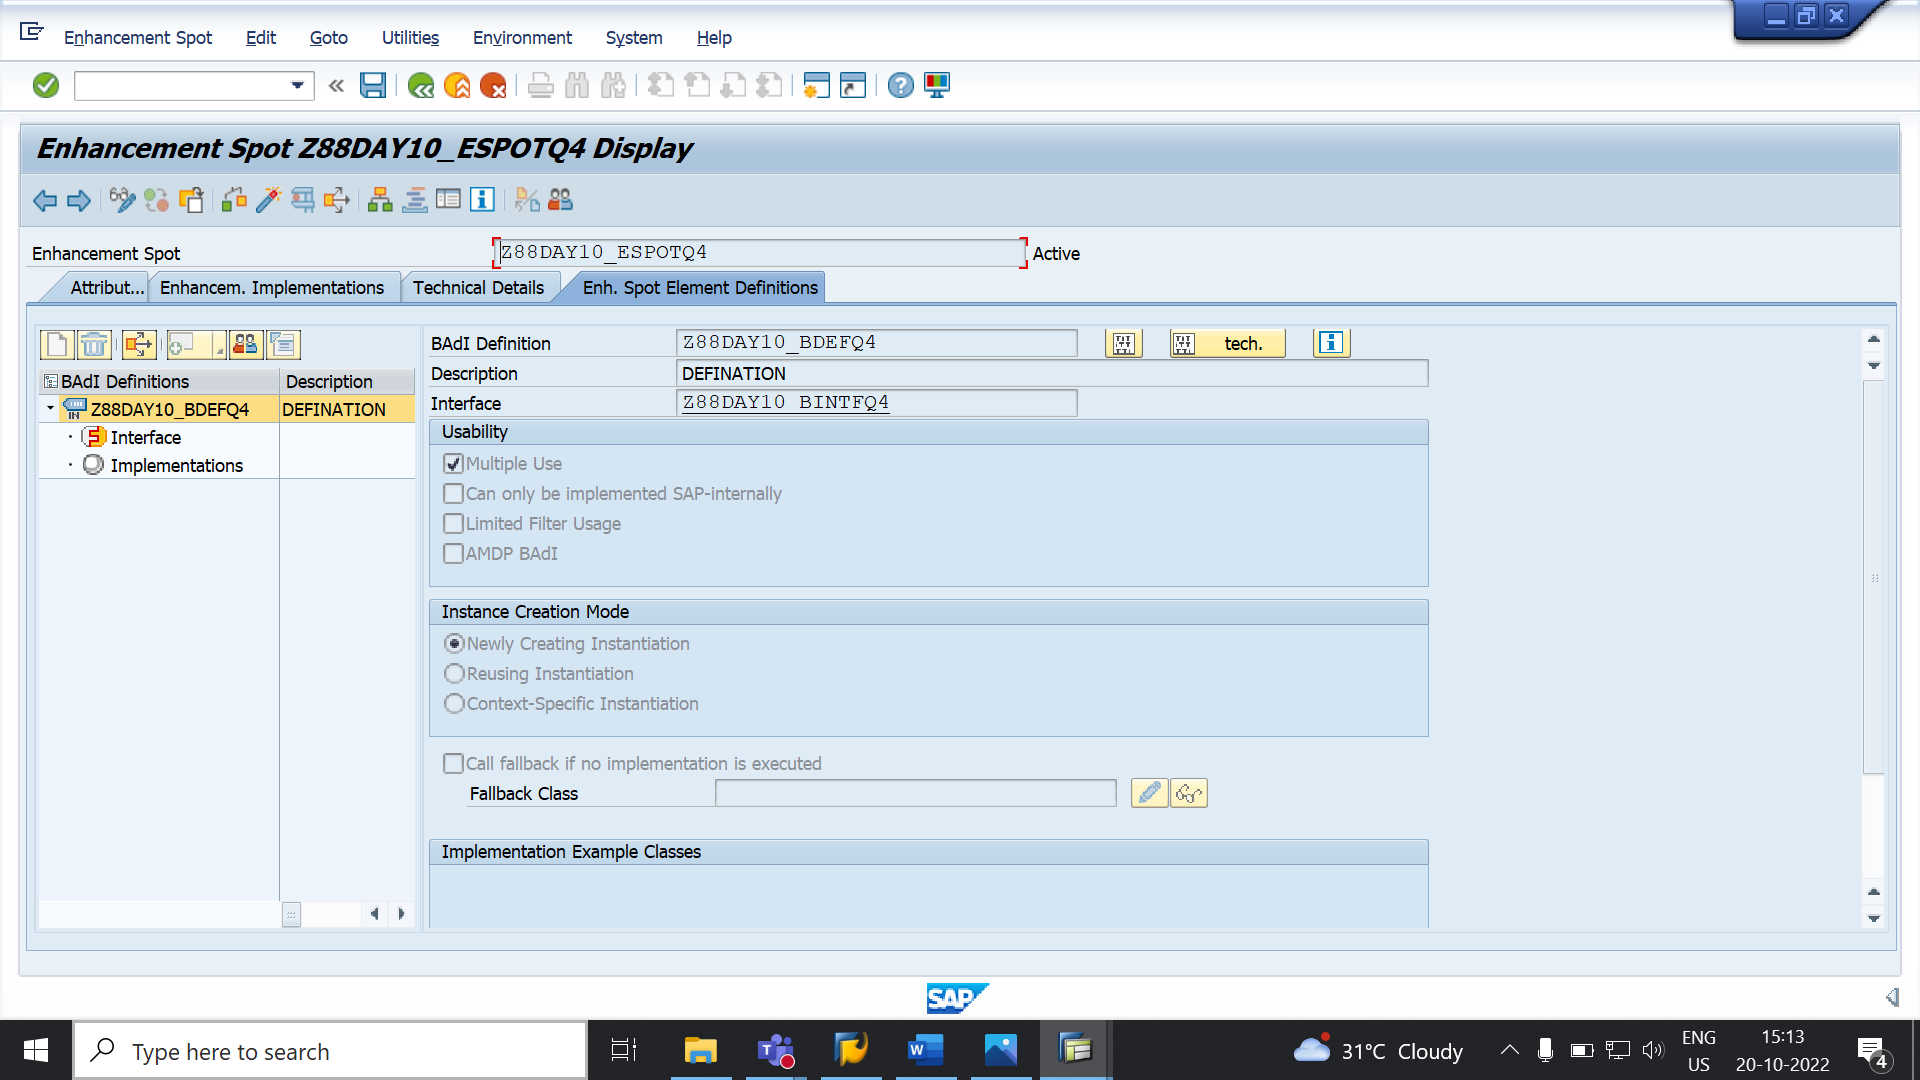 Enhancement Spot Edit Goto Utilities Environment System Help
Enhancement Spot Z88DAY10_ESPOTQ4 Display
Enhancement Spot Z88DAY10_ESPOTQ4 Active
Attribut... Enhancem. Implementations Technical Details Enh. Spot Element Definitions
BAdI Definition Z88DAY10_BDEFQ4 tech.
Description DEFINATION
Interface Z88DAY10_BINTFQ4
BAdI Definitions Description
Z88DAY10_BDEFQ4 DEFINATION
Interface
Implementations
Usability
Multiple Use
Can only be implemented SAP-internally
Limited Filter Usage
AMDP BAdI
Instance Creation Mode
Newly Creating Instantiation
Reusing Instantiation
Context-Specific Instantiation
Call fallback if no implementation is executed
Fallback Class
Implementation Example Classes
SAP
Type here to search
31°C Cloudy
ENG
US
15:13
20-10-2022
4